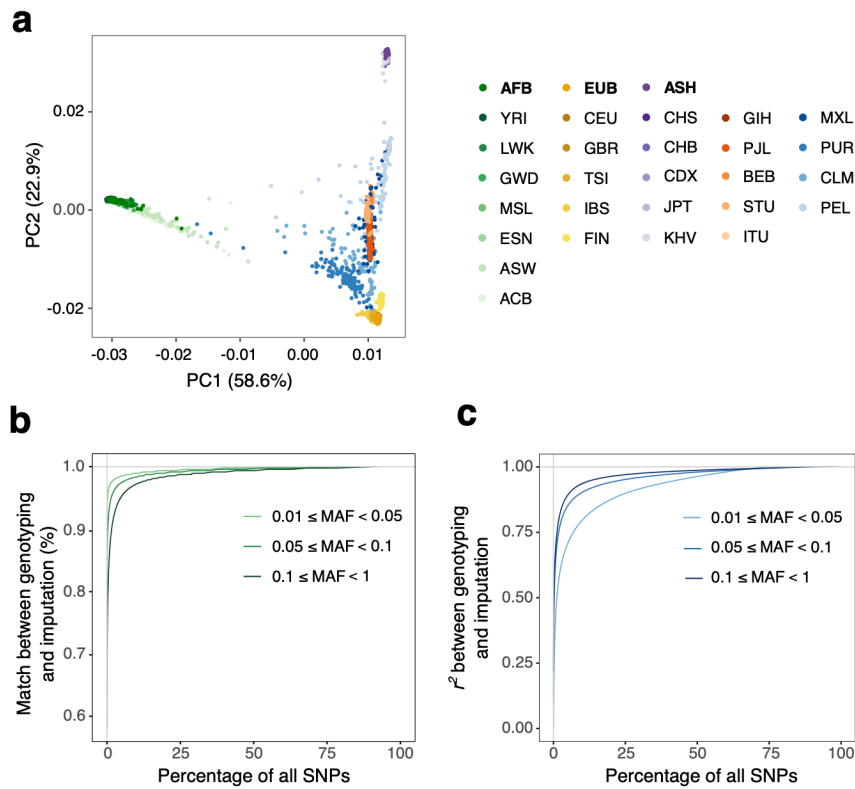 a
0.02
0.00
-0.02
PC2 (22.9%)
-0.03 -0.02 -0.01 0.00 0.01
PC1 (58.6%)
AFB EUB ASH
YRI CEU CHS GIH MXL
LWK GBR CHB PJL PUR
GWD TSI CDX BEB CLM
MSL IBS JPT STU PEL
ESN FIN KHV ITU
ASW
ACB
b
1.0
0.9
0.8
0.7
0.6
Match between genotyping
and imputation (%)
0.01 ≤ MAF < 0.05
0.05 ≤ MAF < 0.1
0.1 ≤ MAF < 1
0 25 50 75 100
Percentage of all SNPs
c
1.00
0.75
0.50
0.25
0.00
r² between genotyping
and imputation
0.01 ≤ MAF < 0.05
0.05 ≤ MAF < 0.1
0.1 ≤ MAF < 1
0 25 50 75 100
Percentage of all SNPs